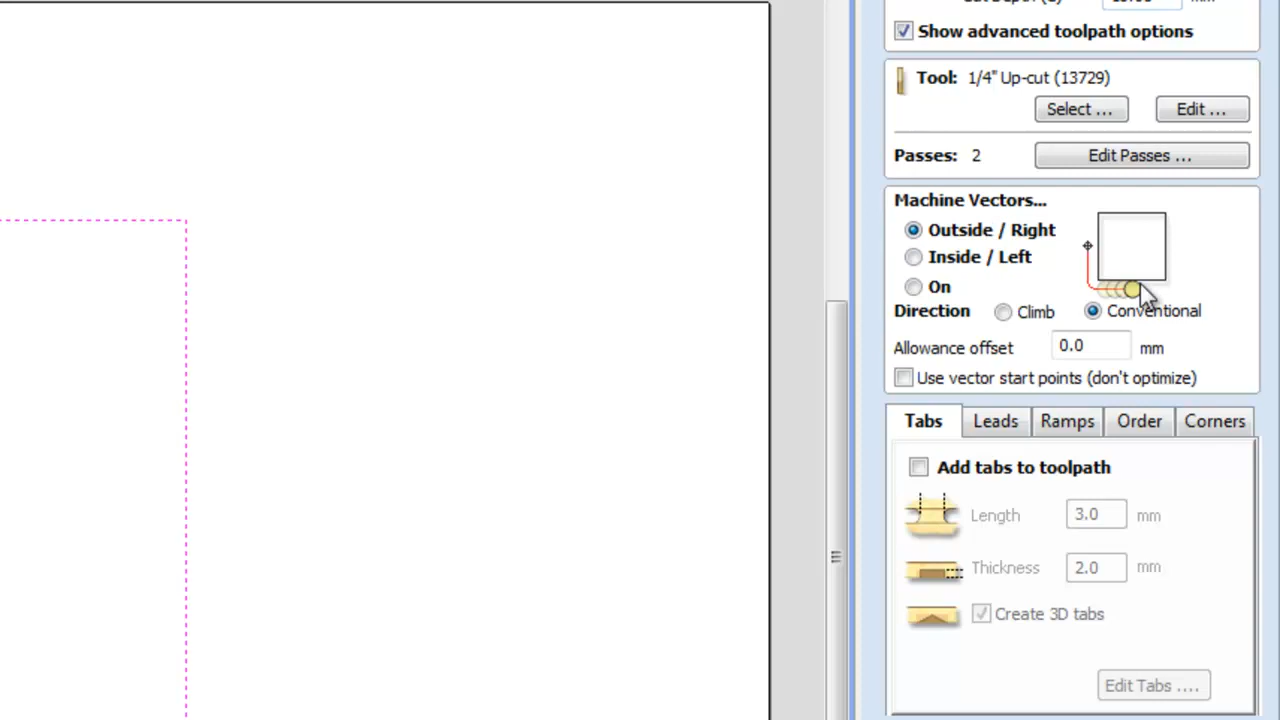 Show advanced toolpath options
Tool: 1/4" Up-cut (13729)
Select ... Edit ...
Passes: 2 Edit Passes ...
Machine Vectors...
Outside / Right
Inside / Left
On
Direction Climb Conventional
Allowance offset 0.0 mm
Use vector start points (don't optimize)
Tabs Leads Ramps Order Corners
Add tabs to toolpath
Length 3.0 mm
Thickness 2.0 mm
Create 3D tabs
Edit Tabs ....